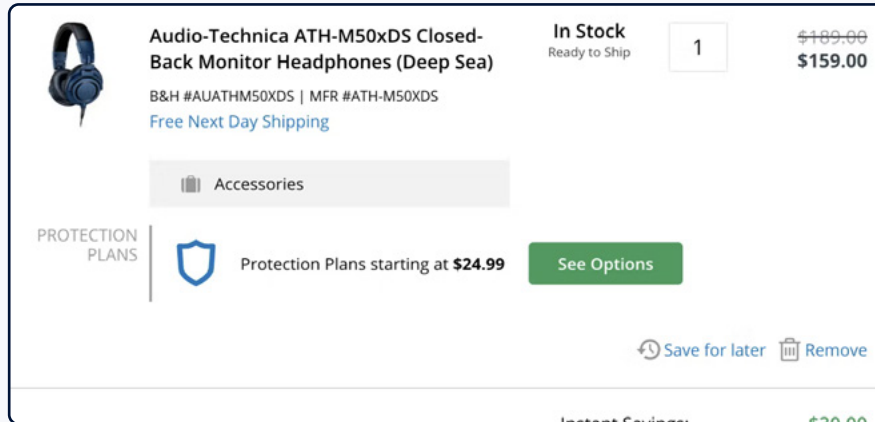 Audio-Technica ATH-M50xDS Closed-
Back Monitor Headphones (Deep Sea)
B&H #AUATHM50XDS | MFR #ATH-M50XDS
Free Next Day Shipping
In Stock
Ready to Ship
1
$189.00
$159.00
Accessories
PROTECTION
PLANS
Protection Plans starting at $24.99
See Options
Save for later
Remove
Instant Savings: